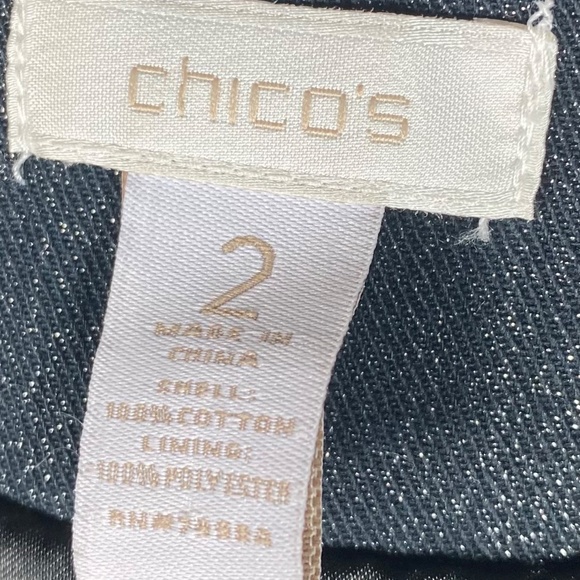 chico's
2
MADE IN
CHINA
SHELL:
100% COTTON
LINING:
100% POLYESTER